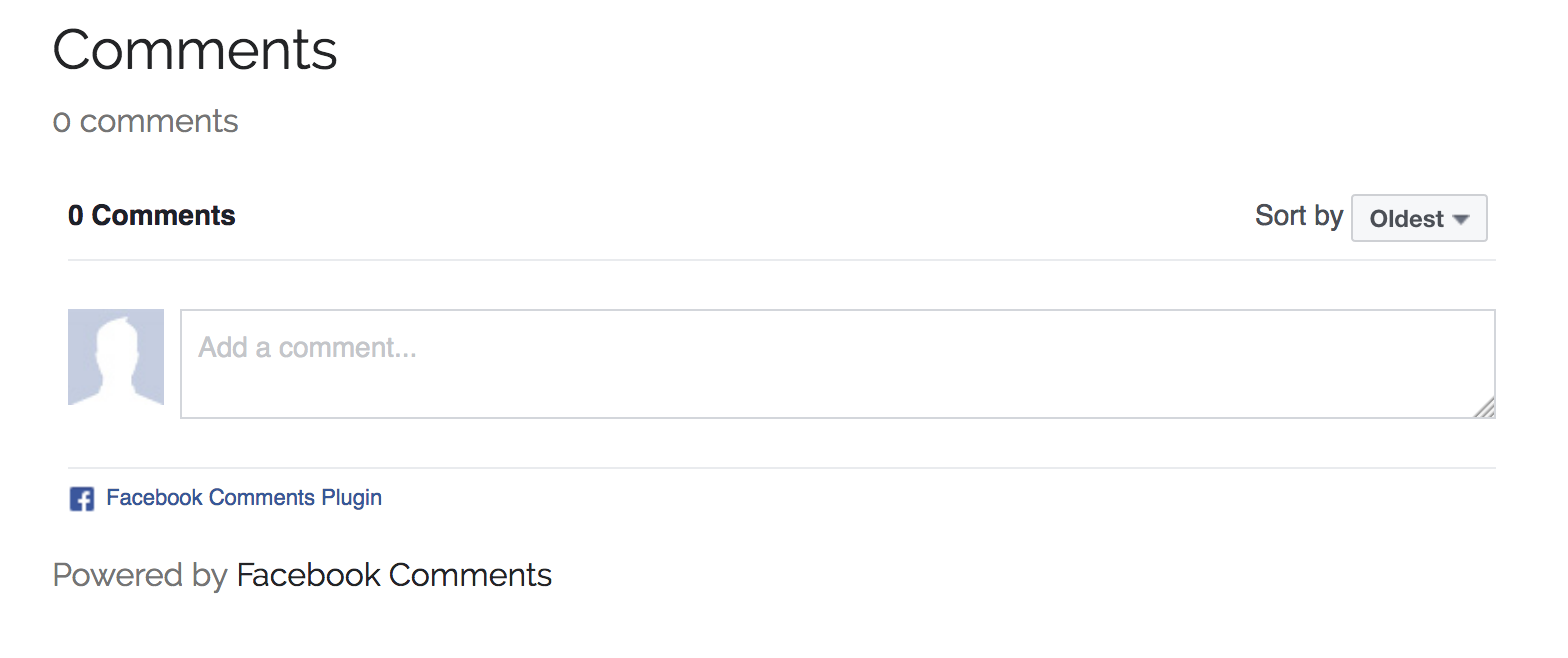 Comments
0 comments
0 Comments
Sort by Oldest
Add a comment...
Facebook Comments Plugin
Powered by Facebook Comments